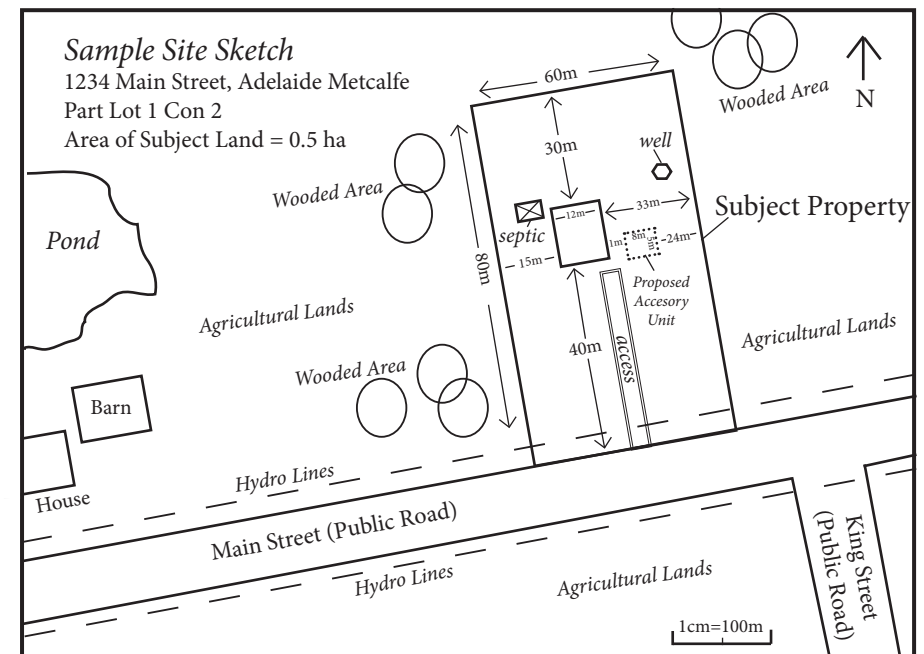 Sample Site Sketch
1234 Main Street, Adelaide Metcalfe
Part Lot 1 Con 2
Area of Subject Land = 0.5 ha
60m
Wooded Area
N
30m
well
Wooded Area
12m
33m
Subject Property
Pond
septic
1m
8m
5m
24m
15m
80m
Proposed
Accesory
Unit
Agricultural Lands
Agricultural Lands
40m
access
Wooded Area
Barn
House
Hydro Lines
Main Street (Public Road)
King Street
(Public Road)
Hydro Lines
Agricultural Lands
1cm=100m